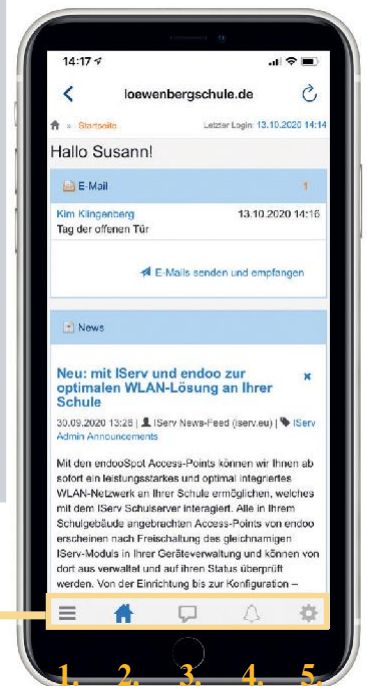 14:17
loewenbergschule.de
» Startseite Letzter Login: 13.10.2020 14:14
Hallo Susann!
E-Mail 1
Kim Klingenberg 13.10.2020 14:16
Tag der offenen Tür
E-Mails senden und empfangen
News
Neu: mit IServ und endoo zur
optimalen WLAN-Lösung an Ihrer
Schule
30.09.2020 13:28 | IServ News-Feed (iserv.eu) | IServ
Admin Announcements
Mit den endooSpot Access-Points können wir Ihnen ab
sofort ein leistungsstarkes und optimal integriertes
WLAN-Netzwerk an Ihrer Schule ermöglichen, welches
mit dem IServ Schulserver interagiert. Alle in Ihrem
Schulgebäude angebrachten Access-Points von endoo
erscheinen nach Freischaltung des gleichnamigen
IServ-Moduls in Ihrer Geräteverwaltung und können von
dort aus verwaltet und auf ihren Status überprüft
werden. Von der Einrichtung bis zur Konfiguration –
1. 2. 3. 4. 5.